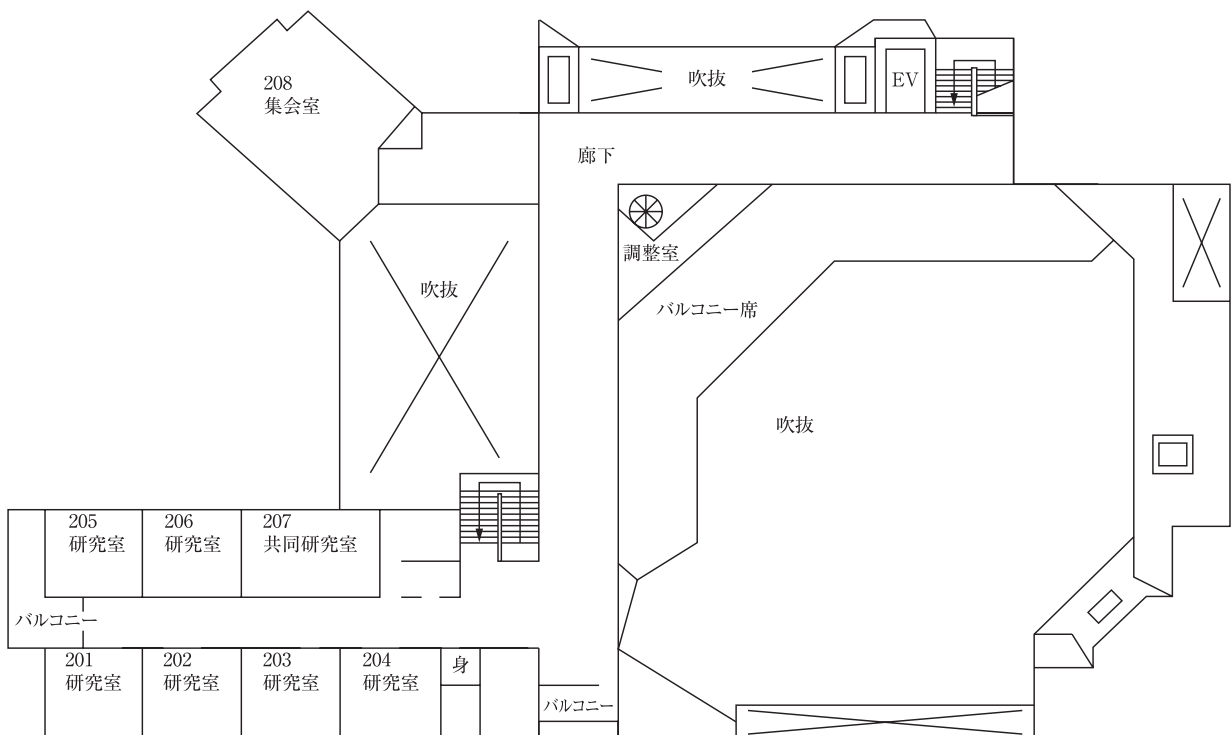 208
集会室
吹抜
EV
廊下
調整室
バルコニー席
吹抜
吹抜
205
研究室
206
研究室
207
共同研究室
バルコニー
201
研究室
202
研究室
203
研究室
204
研究室
身
バルコニー